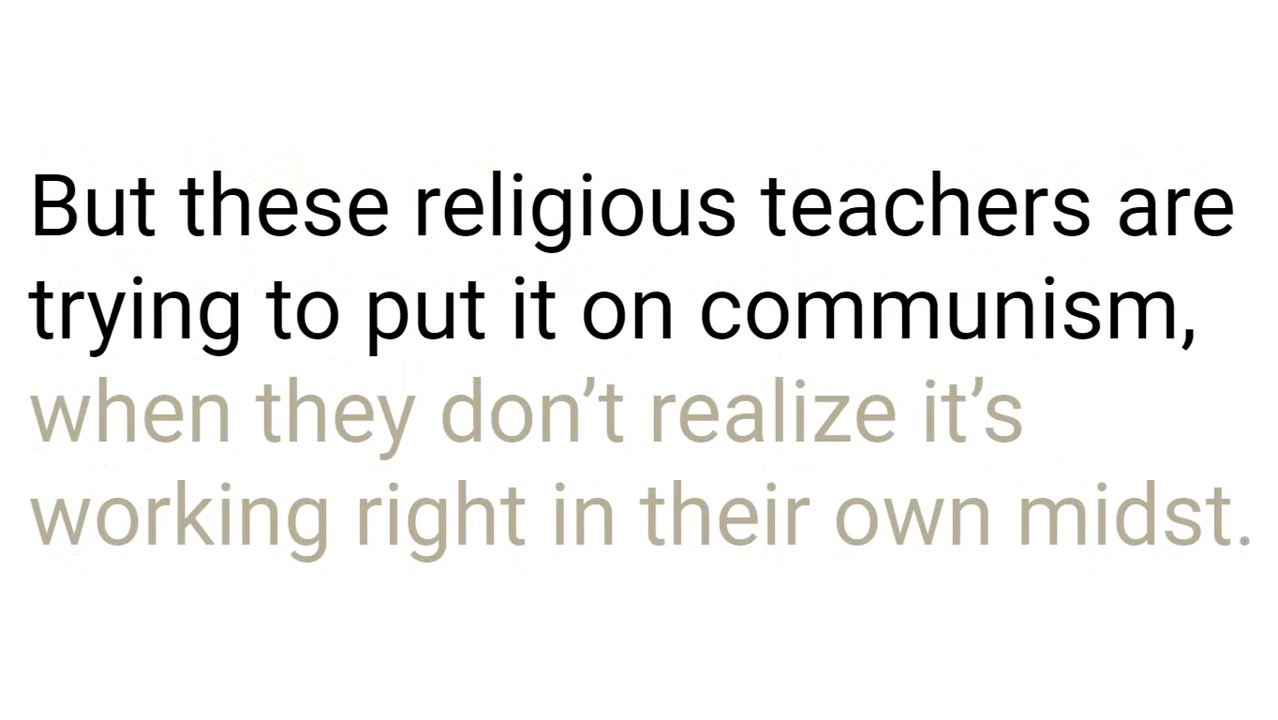 But these religious teachers are
trying to put it on communism,
when they don’t realize it’s
working right in their own midst.